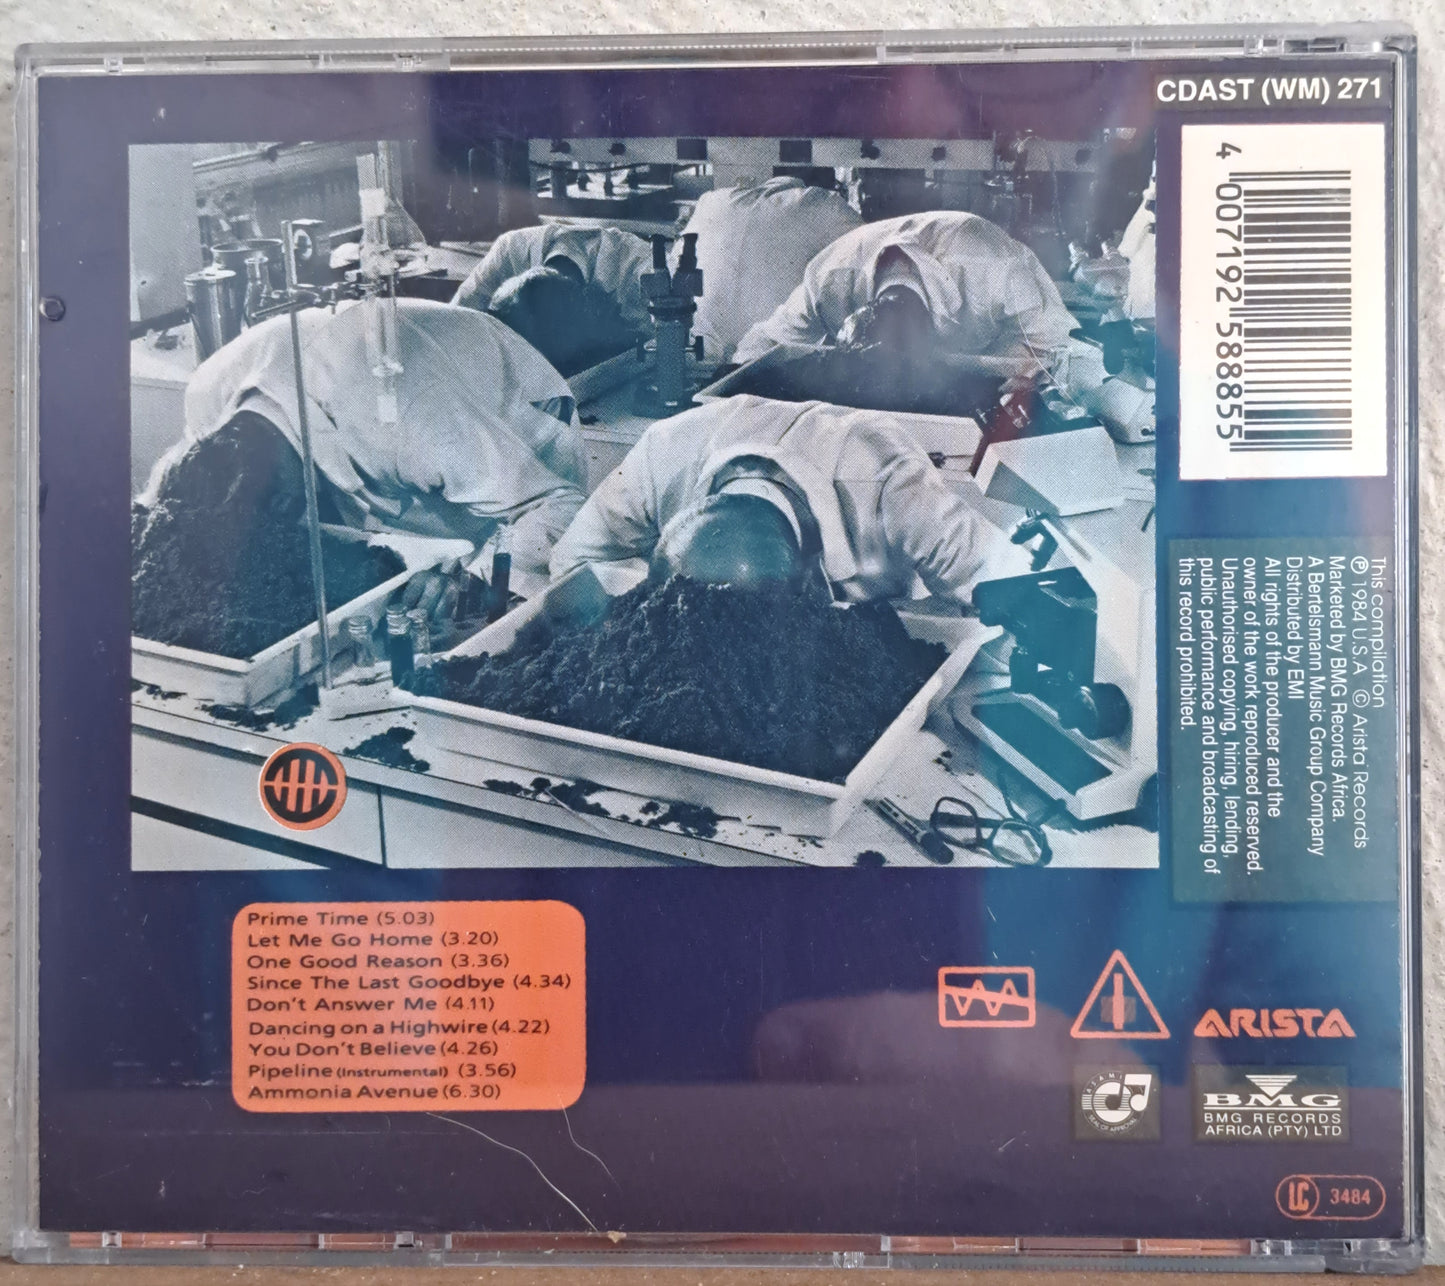 CDAST (WM) 271
4 007192 588855
This compilation
℗ 1984 U.S.A © Arista Records
Marketed by BMG Records Africa.
A Bertelsmann Music Group Company
Distributed by EMI
All rights of the producer and the
owner of the work reproduced reserved.
Unauthorised copying, hiring, lending,
public performance and broadcasting of
this record prohibited.
Prime Time (5.03)
Let Me Go Home (3.20)
One Good Reason (3.36)
Since The Last Goodbye (4.34)
Don't Answer Me (4.11)
Dancing on a Highwire (4.22)
You Don't Believe (4.26)
Pipeline (Instrumental) (3.56)
Ammonia Avenue (6.30)
ARISTA
ASAMI
SEAL OF APPROVAL
BMG
BMG RECORDS
AFRICA (PTY) LTD
LC 3484